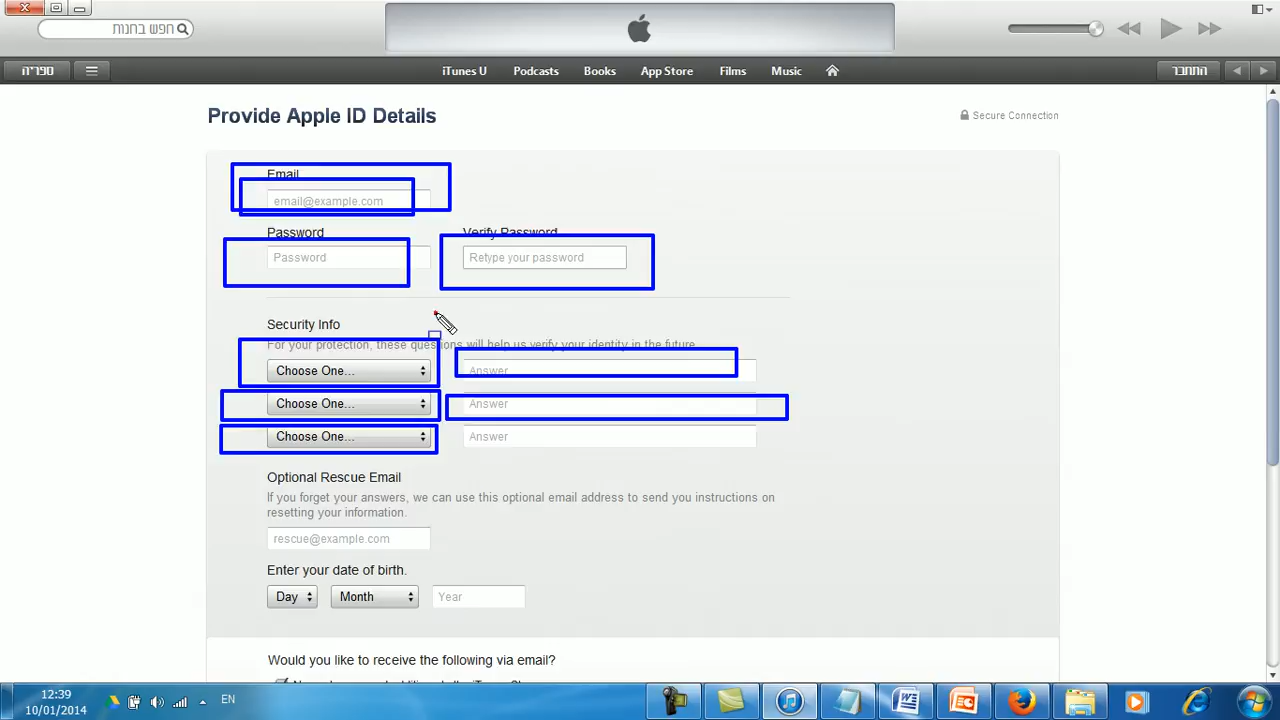 חפש בחנות
ספריה
iTunes U
Podcasts
Books
App Store
Films
Music
התחבר
Provide Apple ID Details
Secure Connection
Email
email@example.com
Password
Verify Password
Password
Retype your password
Security Info
For your protection, these questions will help us verify your identity in the future.
Choose One... Answer
Choose One... Answer
Choose One... Answer
Optional Rescue Email
If you forget your answers, we can use this optional email address to send you instructions on
resetting your information.
rescue@example.com
Enter your date of birth.
Day Month Year
Would you like to receive the following via email?
12:39
10/01/2014
EN